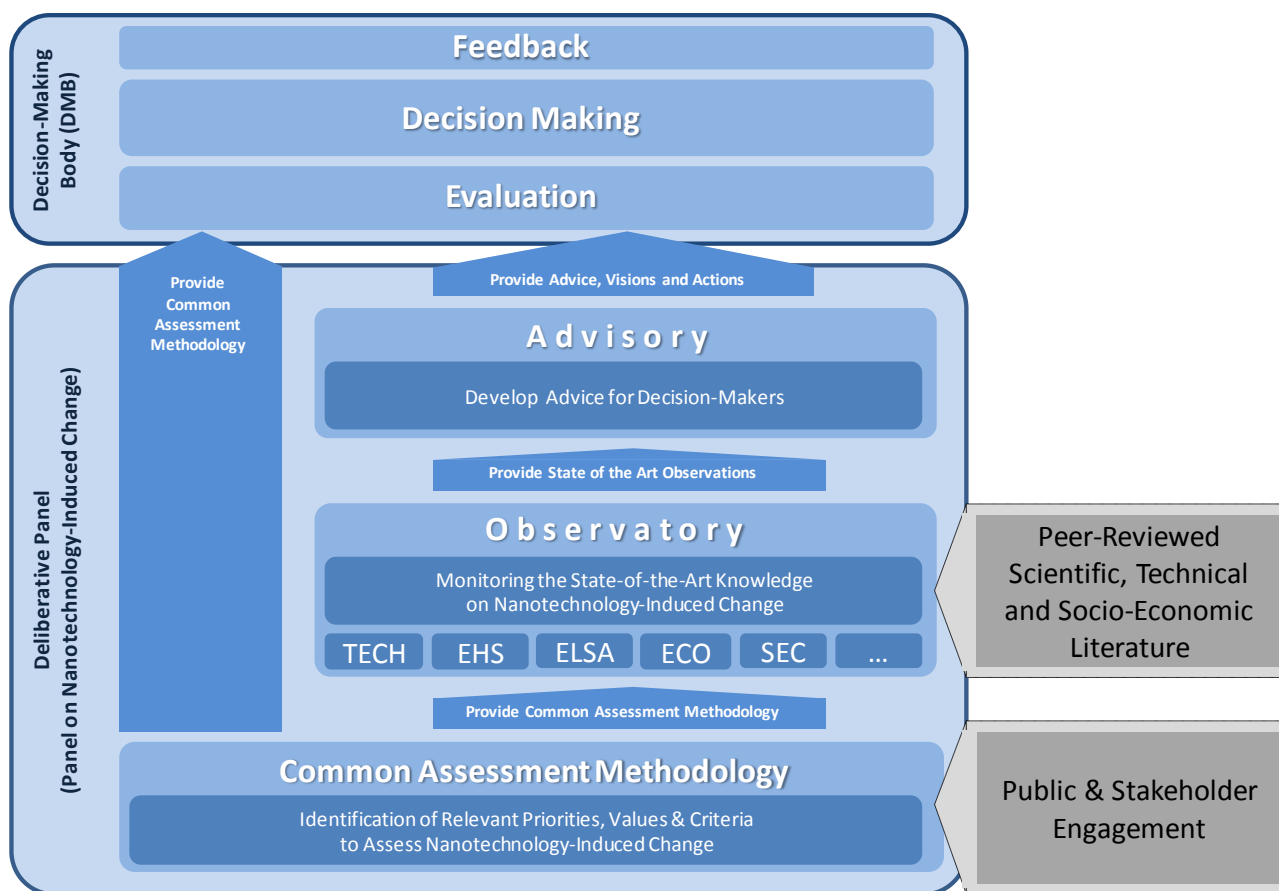 Decision-Making
Body (DMB)
Feedback
Decision Making
Evaluation
Deliberative Panel
(Panel on Nanotechnology-Induced Change)
Provide
Common
Assessment
Methodology
Provide Advice, Visions and Actions
Advisory
Develop Advice for Decision-Makers
Provide State of the Art Observations
Observatory
Monitoring the State-of-the-Art Knowledge
on Nanotechnology-Induced Change
TECH EHS ELSA ECO SEC ...
Provide Common Assessment Methodology
Common Assessment Methodology
Identification of Relevant Priorities, Values & Criteria
to Assess Nanotechnology-Induced Change
Peer-Reviewed
Scientific, Technical
and Socio-Economic
Literature
Public & Stakeholder
Engagement